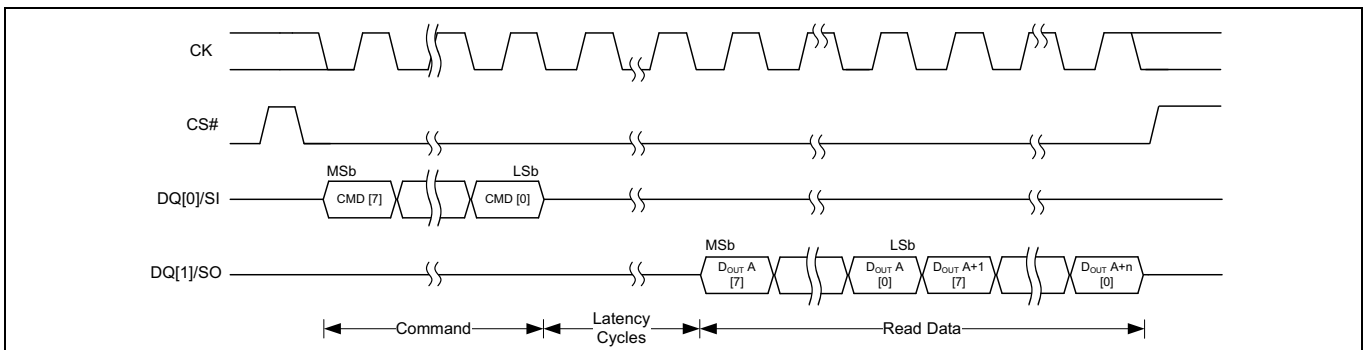 CK
CS#
MSb LSb
DQ[0]/SI CMD [7] CMD [0]
MSb LSb
DQ[1]/SO DOUT A [7] DOUT A [0] DOUT A+1 [7] DOUT A+n [0]
Command Latency Cycles Read Data